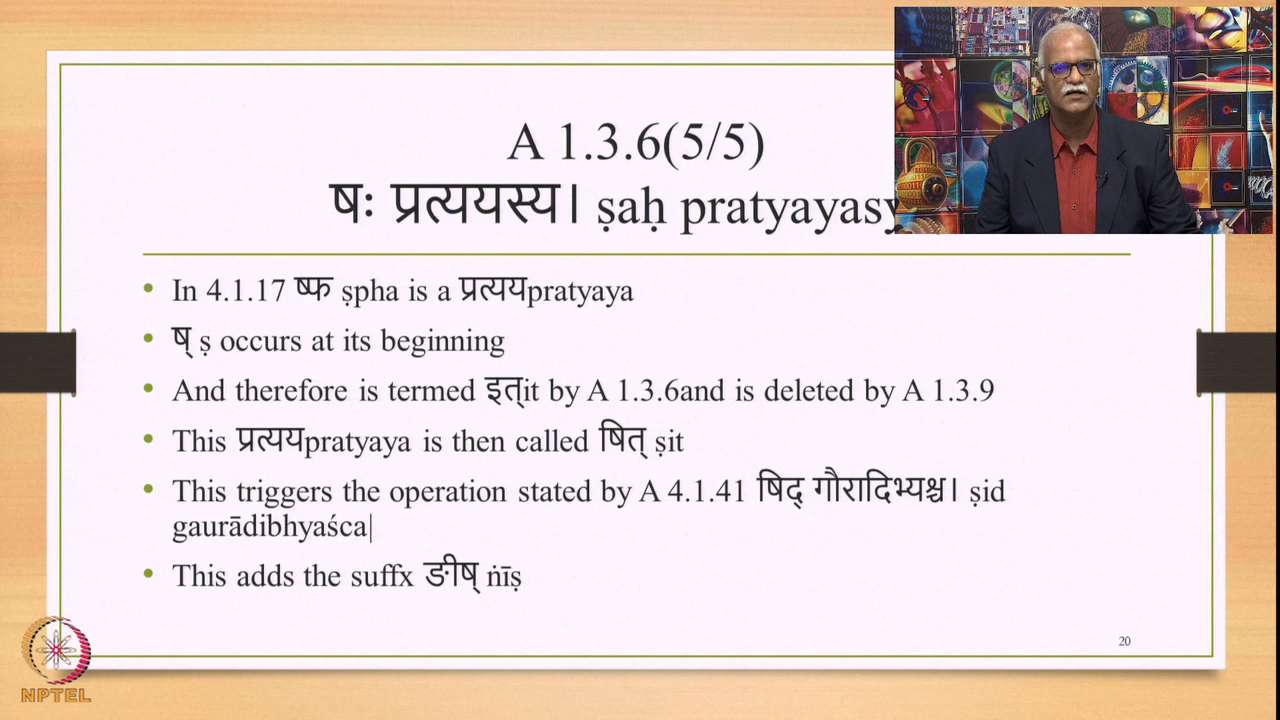 A 1.3.6(5/5)
षः प्रत्ययस्य। ṣaḥ pratyayasy
• In 4.1.17 ष्फ ṣpha is a प्रत्ययpratyaya
• ष् ṣ occurs at its beginning
• And therefore is termed इत्it by A 1.3.6and is deleted by A 1.3.9
• This प्रत्ययpratyaya is then called षित् ṣit
• This triggers the operation stated by A 4.1.41 षिद् गौरादिभ्यश्च। ṣid
gaurādibhyaśca|
• This adds the suffx ङीष् ṅīṣ
20
NPTEL